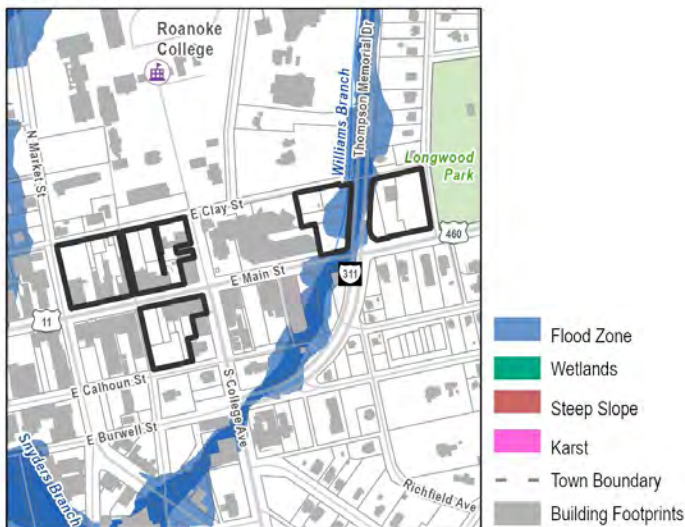 Roanoke
College
N Market St
Williams Branch
Thompson Memorial Dr
Longwood
Park
E Clay St
460
E Main St
311
11
E Calhoun St
S College Ave
E Burwell St
Snyders Branch
Richfield Ave
Flood Zone
Wetlands
Steep Slope
Karst
Town Boundary
Building Footprints